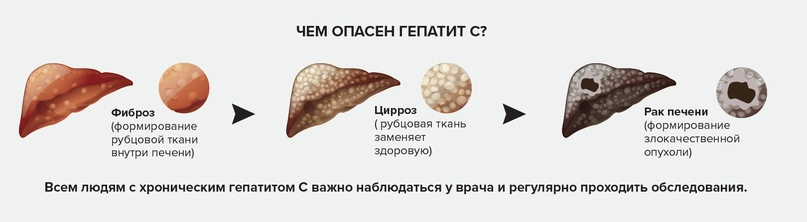 ЧЕМ ОПАСЕН ГЕПАТИТ С?
Фиброз
(формирование
рубцовой ткани
внутри печени)
Цирроз
( рубцовая ткань
заменяет
здоровую)
Рак печени
(формирование
злокачественной
опухоли)
Всем людям с хроническим гепатитом С важно наблюдаться у врача и регулярно проходить обследования.